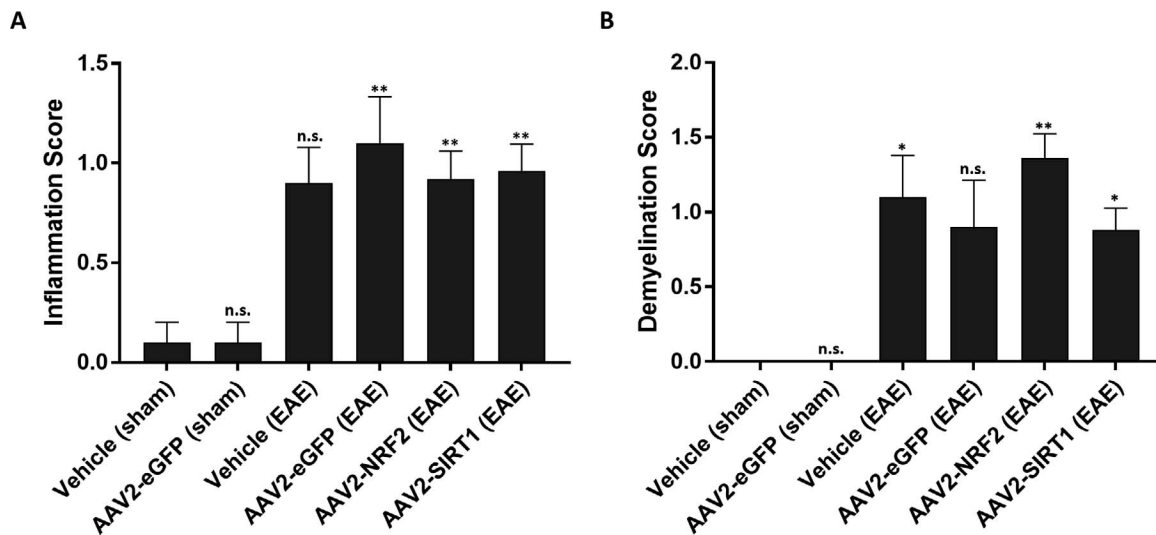 A
Inflammation Score
1.5
1.0
0.5
0.0
n.s.
n.s.
**
**
**
Vehicle (sham)
AAV2-eGFP (sham)
Vehicle (EAE)
AAV2-eGFP (EAE)
AAV2-NRF2 (EAE)
AAV2-SIRT1 (EAE)
B
Demyelination Score
2.0
1.5
1.0
0.5
0.0
n.s.
*
n.s.
**
*
Vehicle (sham)
AAV2-eGFP (sham)
Vehicle (EAE)
AAV2-eGFP (EAE)
AAV2-NRF2 (EAE)
AAV2-SIRT1 (EAE)